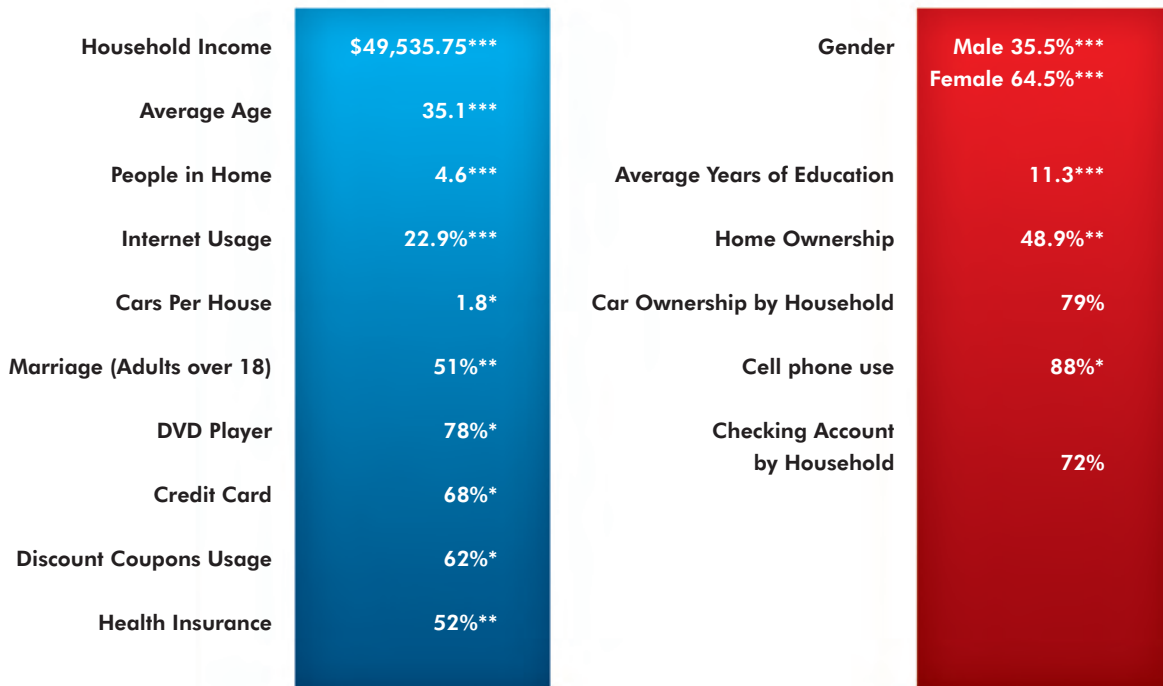 Household Income $49,535.75***
Average Age 35.1***
People in Home 4.6***
Internet Usage 22.9%***
Cars Per House 1.8*
Marriage (Adults over 18) 51%**
DVD Player 78%*
Credit Card 68%*
Discount Coupons Usage 62%*
Health Insurance 52%**
Gender Male 35.5%***
Female 64.5%***
Average Years of Education 11.3***
Home Ownership 48.9%**
Car Ownership by Household 79%
Cell phone use 88%*
Checking Account
by Household 72%